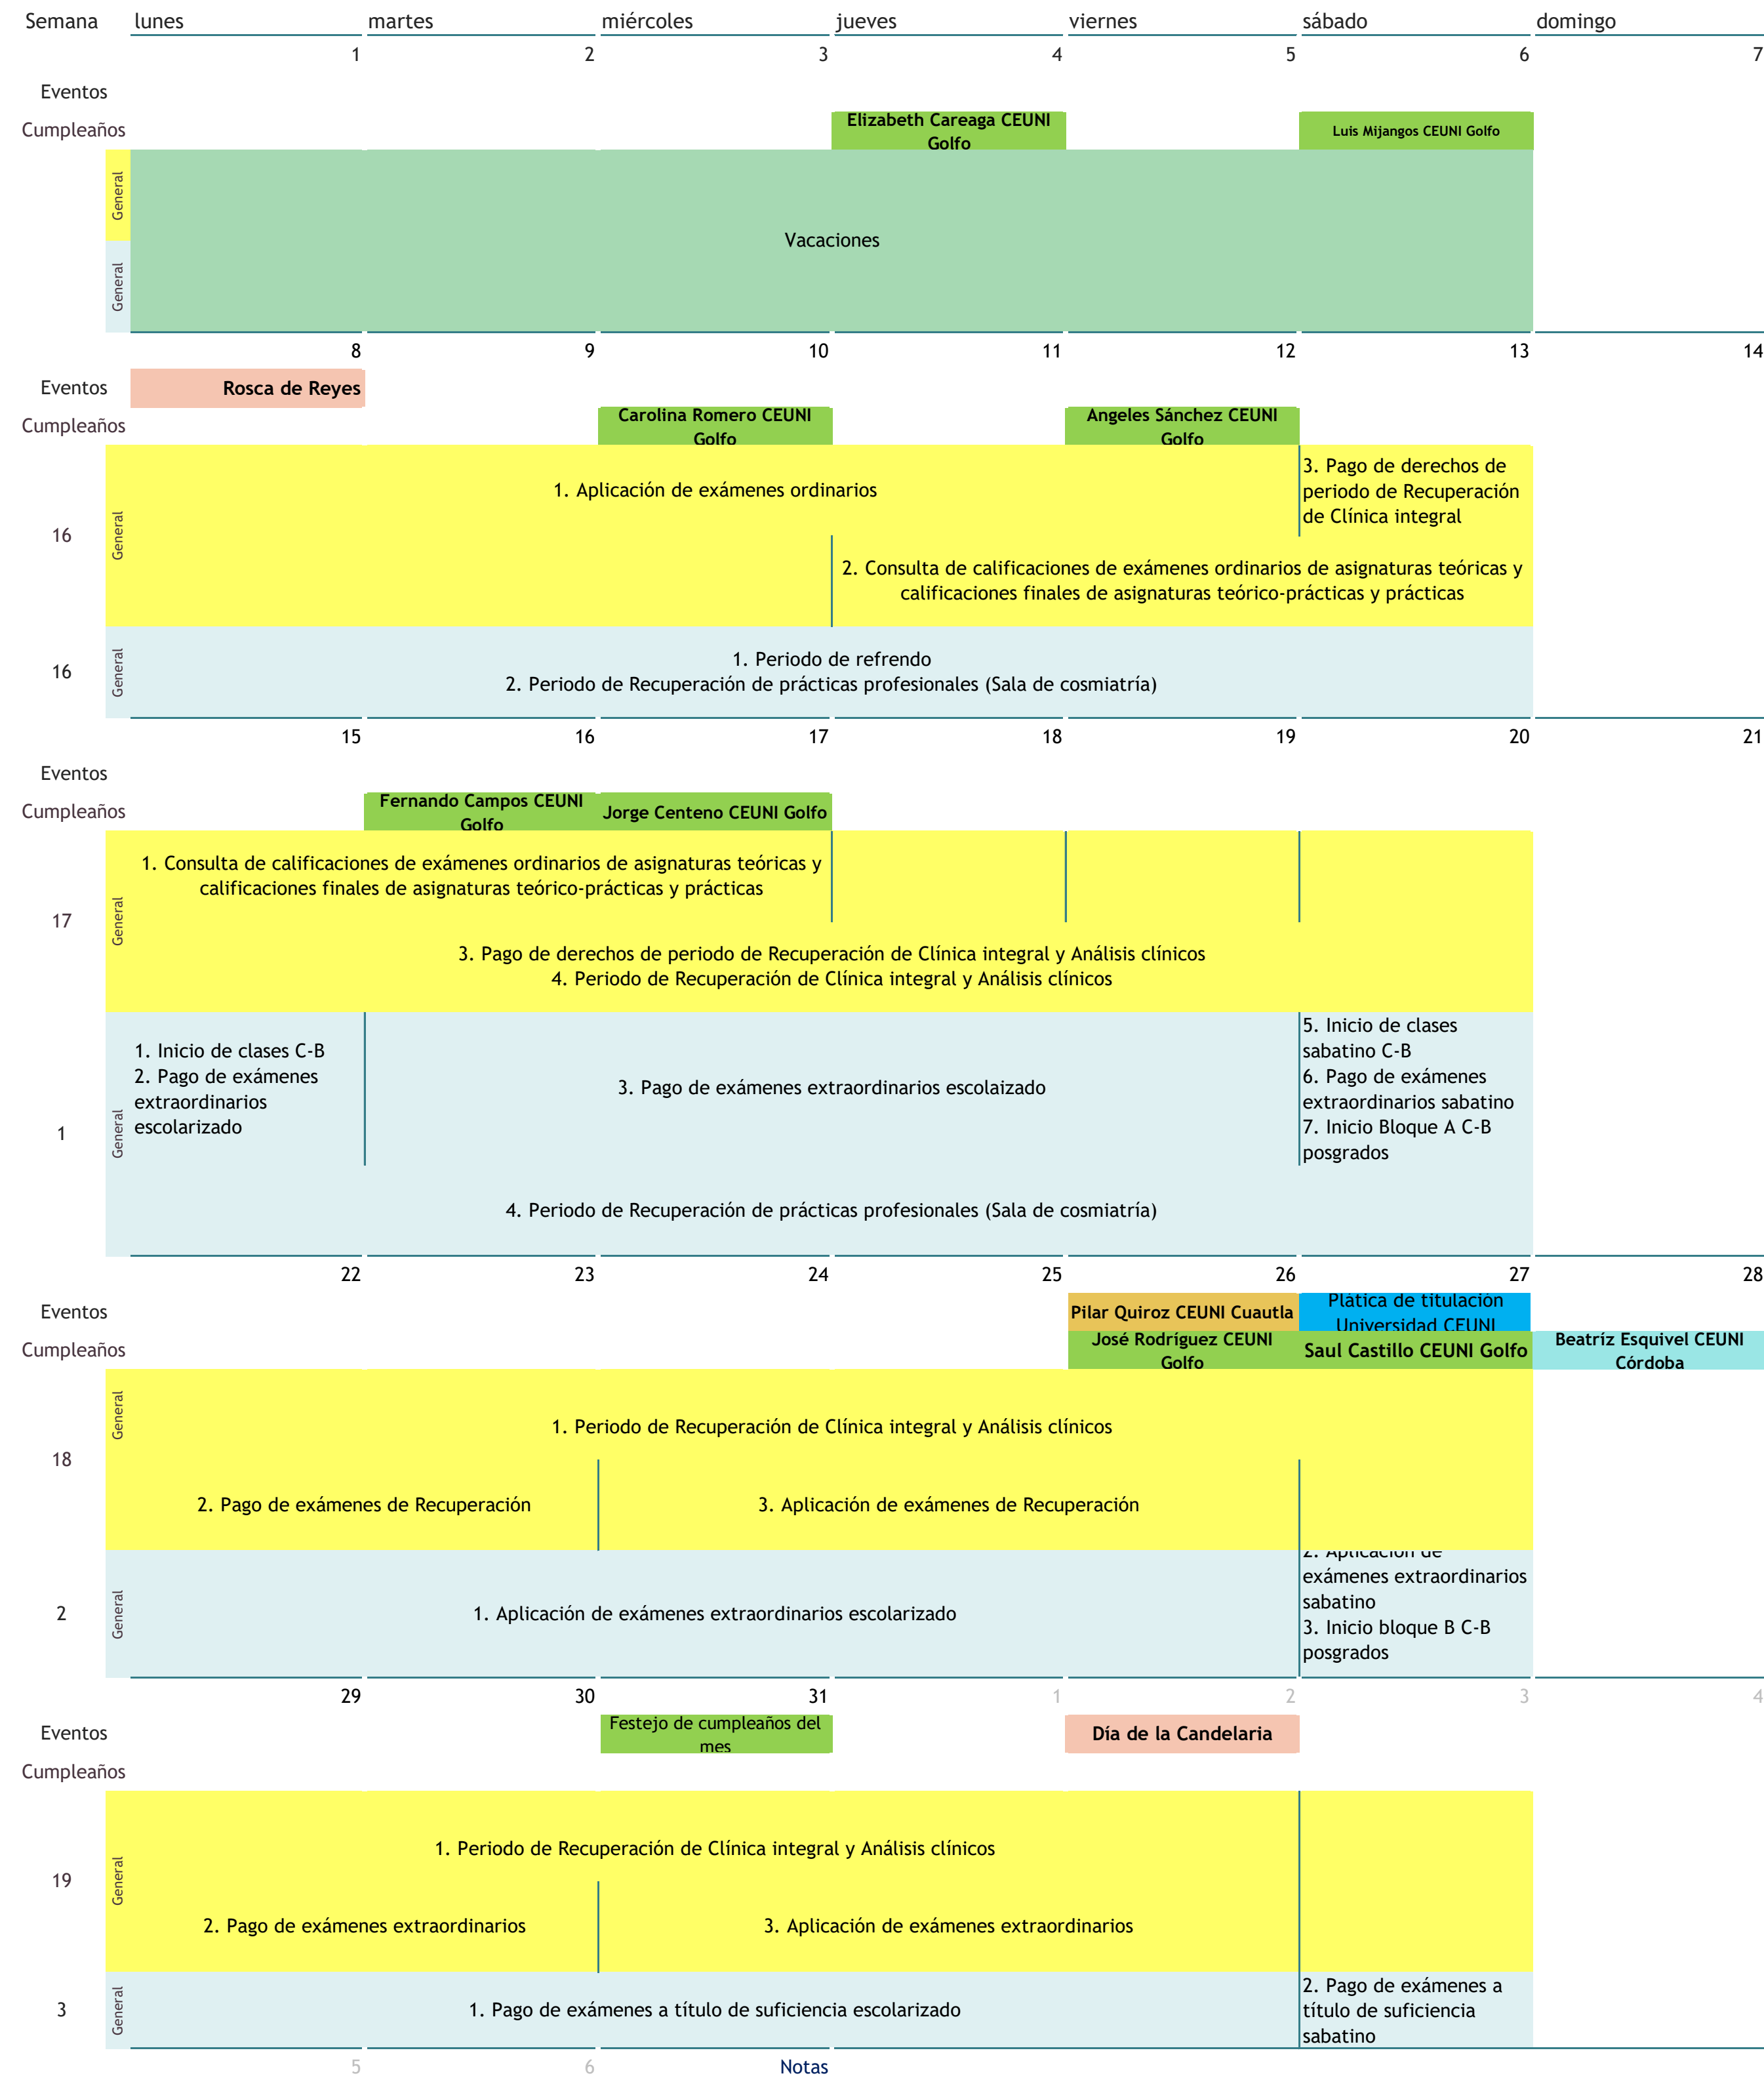 Semana lunes martes miércoles jueves viernes sábado domingo
1 2 3 4 5 6 7
Eventos
Cumpleaños
Elizabeth Careaga CEUNI
Golfo
Luis Mijangos CEUNI Golfo
General
General
Vacaciones
8 9 10 11 12 13 14
Eventos
Rosca de Reyes
Cumpleaños
Carolina Romero CEUNI
Golfo
Angeles Sánchez CEUNI
Golfo
16
General
1. Aplicación de exámenes ordinarios
3. Pago de derechos de
periodo de Recuperación
de Clínica integral
2. Consulta de calificaciones de exámenes ordinarios de asignaturas teóricas y
calificaciones finales de asignaturas teórico-prácticas y prácticas
16
General
1. Periodo de refrendo
2. Periodo de Recuperación de prácticas profesionales (Sala de cosmiatría)
15 16 17 18 19 20 21
Eventos
Cumpleaños
Fernando Campos CEUNI
Golfo
Jorge Centeno CEUNI Golfo
17
General
1. Consulta de calificaciones de exámenes ordinarios de asignaturas teóricas y
calificaciones finales de asignaturas teórico-prácticas y prácticas
3. Pago de derechos de periodo de Recuperación de Clínica integral y Análisis clínicos
4. Periodo de Recuperación de Clínica integral y Análisis clínicos
1
General
1. Inicio de clases C-B
2. Pago de exámenes
extraordinarios
escolarizado
3. Pago de exámenes extraordinarios escolaizado
5. Inicio de clases
sabatino C-B
6. Pago de exámenes
extraordinarios sabatino
7. Inicio Bloque A C-B
posgrados
4. Periodo de Recuperación de prácticas profesionales (Sala de cosmiatría)
22 23 24 25 26 27 28
Eventos
Pilar Quiroz CEUNI Cuautla
Plática de titulación
Universidad CEUNI
Cumpleaños
José Rodríguez CEUNI
Golfo
Saul Castillo CEUNI Golfo
Beatríz Esquivel CEUNI
Córdoba
18
General
1. Periodo de Recuperación de Clínica integral y Análisis clínicos
2. Pago de exámenes de Recuperación
3. Aplicación de exámenes de Recuperación
2
General
1. Aplicación de exámenes extraordinarios escolarizado
2. Aplicación de
exámenes extraordinarios
sabatino
3. Inicio bloque B C-B
posgrados
29 30 31 1 2 3 4
Eventos
Festejo de cumpleaños del
mes
Día de la Candelaria
Cumpleaños
19
General
1. Periodo de Recuperación de Clínica integral y Análisis clínicos
2. Pago de exámenes extraordinarios
3. Aplicación de exámenes extraordinarios
3
General
1. Pago de exámenes a título de suficiencia escolarizado
2. Pago de exámenes a
título de suficiencia
sabatino
5 6 Notas